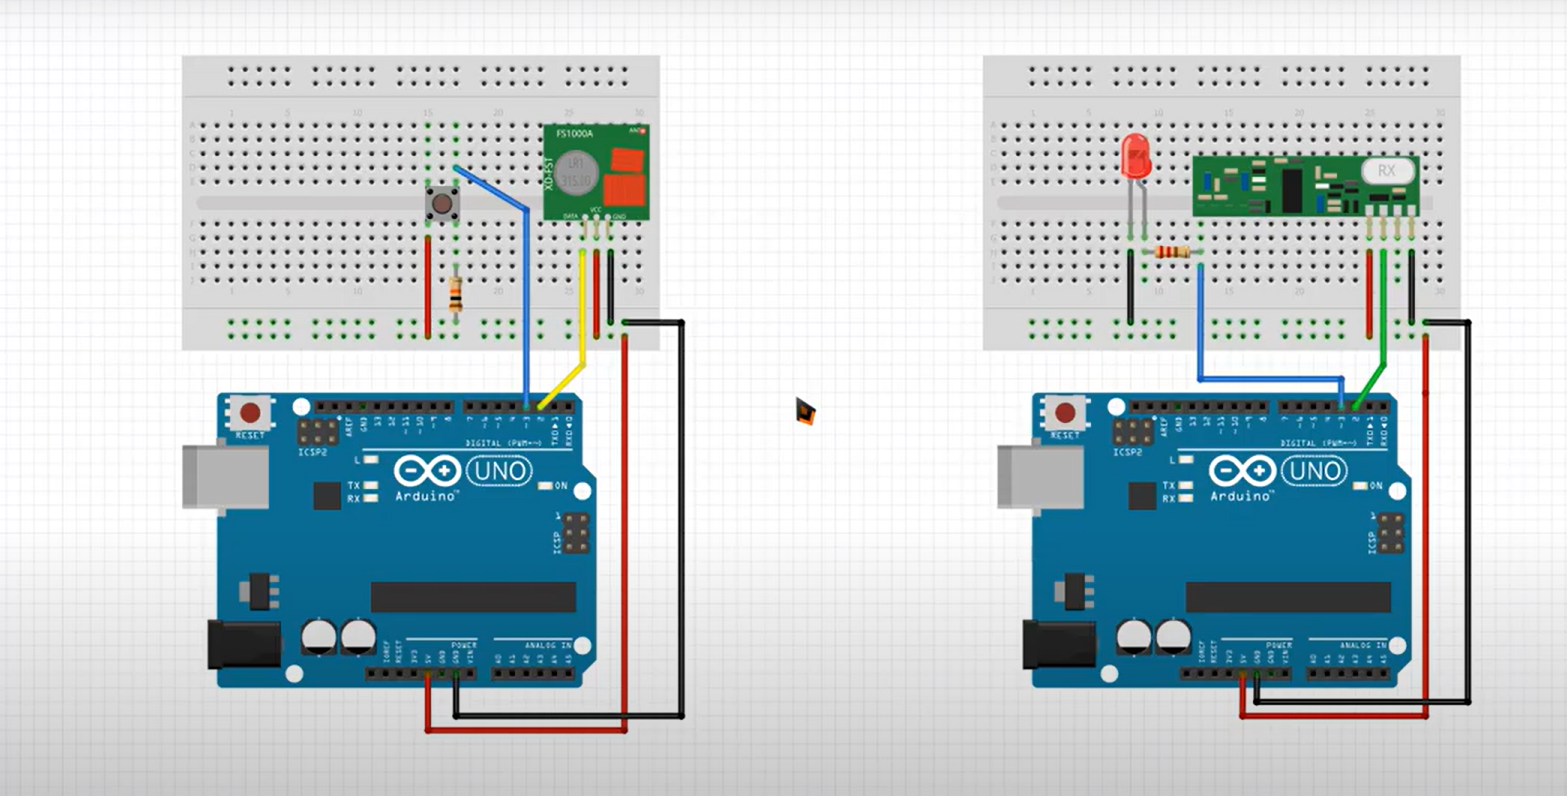 1 5 10 15 20 25 30
FS1000A
ANT
XD-FST
LR1
315.00
DATA VCC GND
1 5 10 15 20 25 30
RESET
ICSP2
AREF GND 13 12 ~11 ~10 ~9 8 7 ~6 ~5 4 ~3 2 TX0▶1 RX0◀0
DIGITAL (PWM=~)
L
TX
RX
UNO
Arduino™
ON
ICSP
1
POWER
ANALOG IN
IOREF RESET 3V3 5V GND GND VIN A0 A1 A2 A3 A4 A5
1 5 10 20 25 30
RX
1 5 10 15 20 25 30
RESET
ICSP2
AREF GND 13 12 ~11 ~10 ~9 8 7 ~6 ~5 4 ~3 2 TX0▶1 RX0◀0
DIGITAL (PWM=~)
L
TX
RX
UNO
Arduino™
ON
ICSP
1
POWER
ANALOG IN
IOREF RESET 3V3 5V GND GND VIN A0 A1 A2 A3 A4 A5